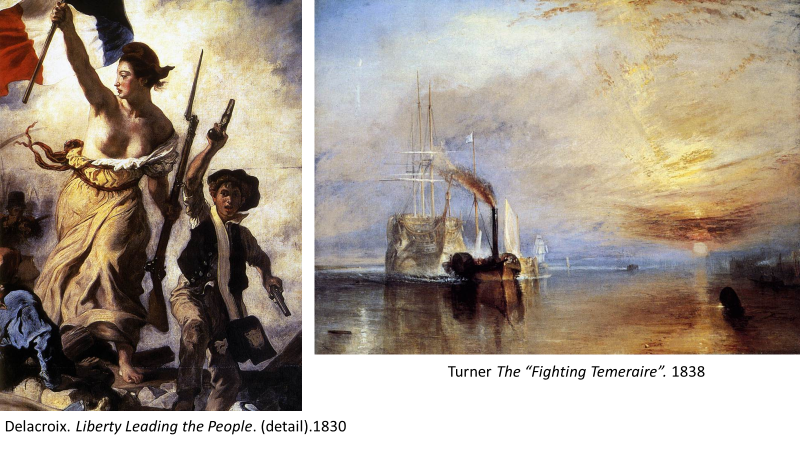 Turner The “Fighting Temeraire”. 1838
Delacroix. Liberty Leading the People. (detail).1830